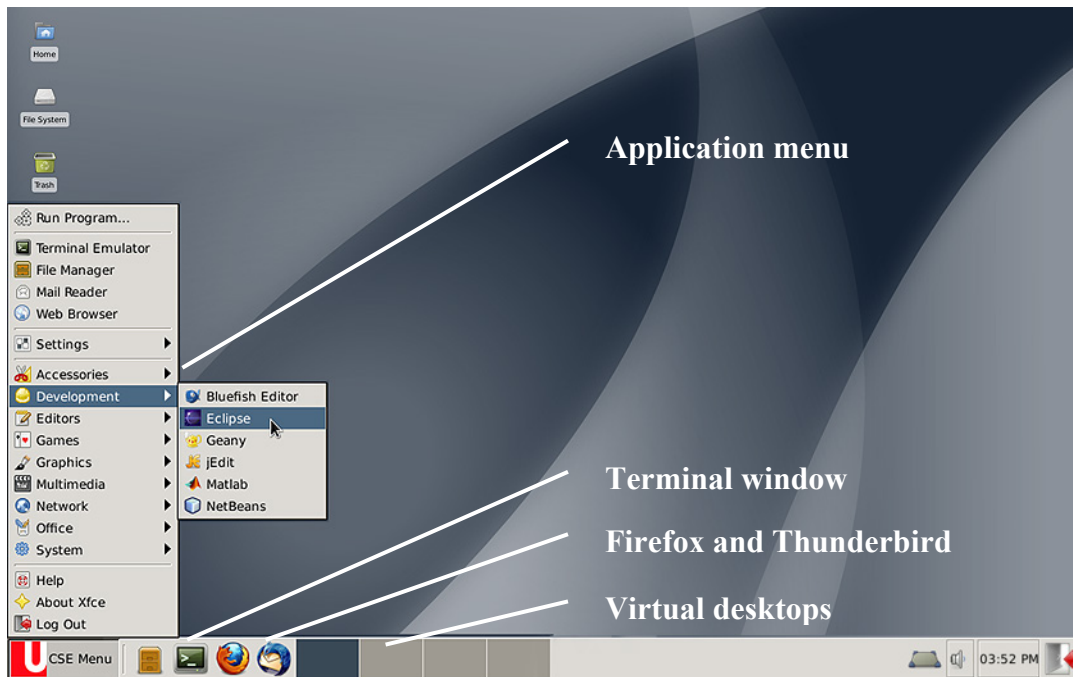 Home
File System
Trash
Application menu
Run Program...
Terminal Emulator
File Manager
Mail Reader
Web Browser
Settings
Accessories
Development
Editors
Games
Graphics
Multimedia
Network
Office
System
Help
About Xfce
Log Out
Bluefish Editor
Eclipse
Geany
jEdit
Matlab
NetBeans
Terminal window
Firefox and Thunderbird
Virtual desktops
U CSE Menu
03:52 PM